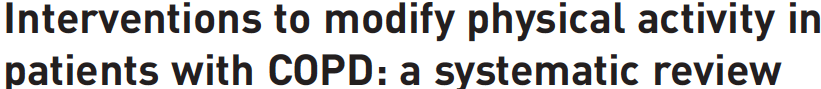 Interventions to modify physical activity in
patients with COPD: a systematic review